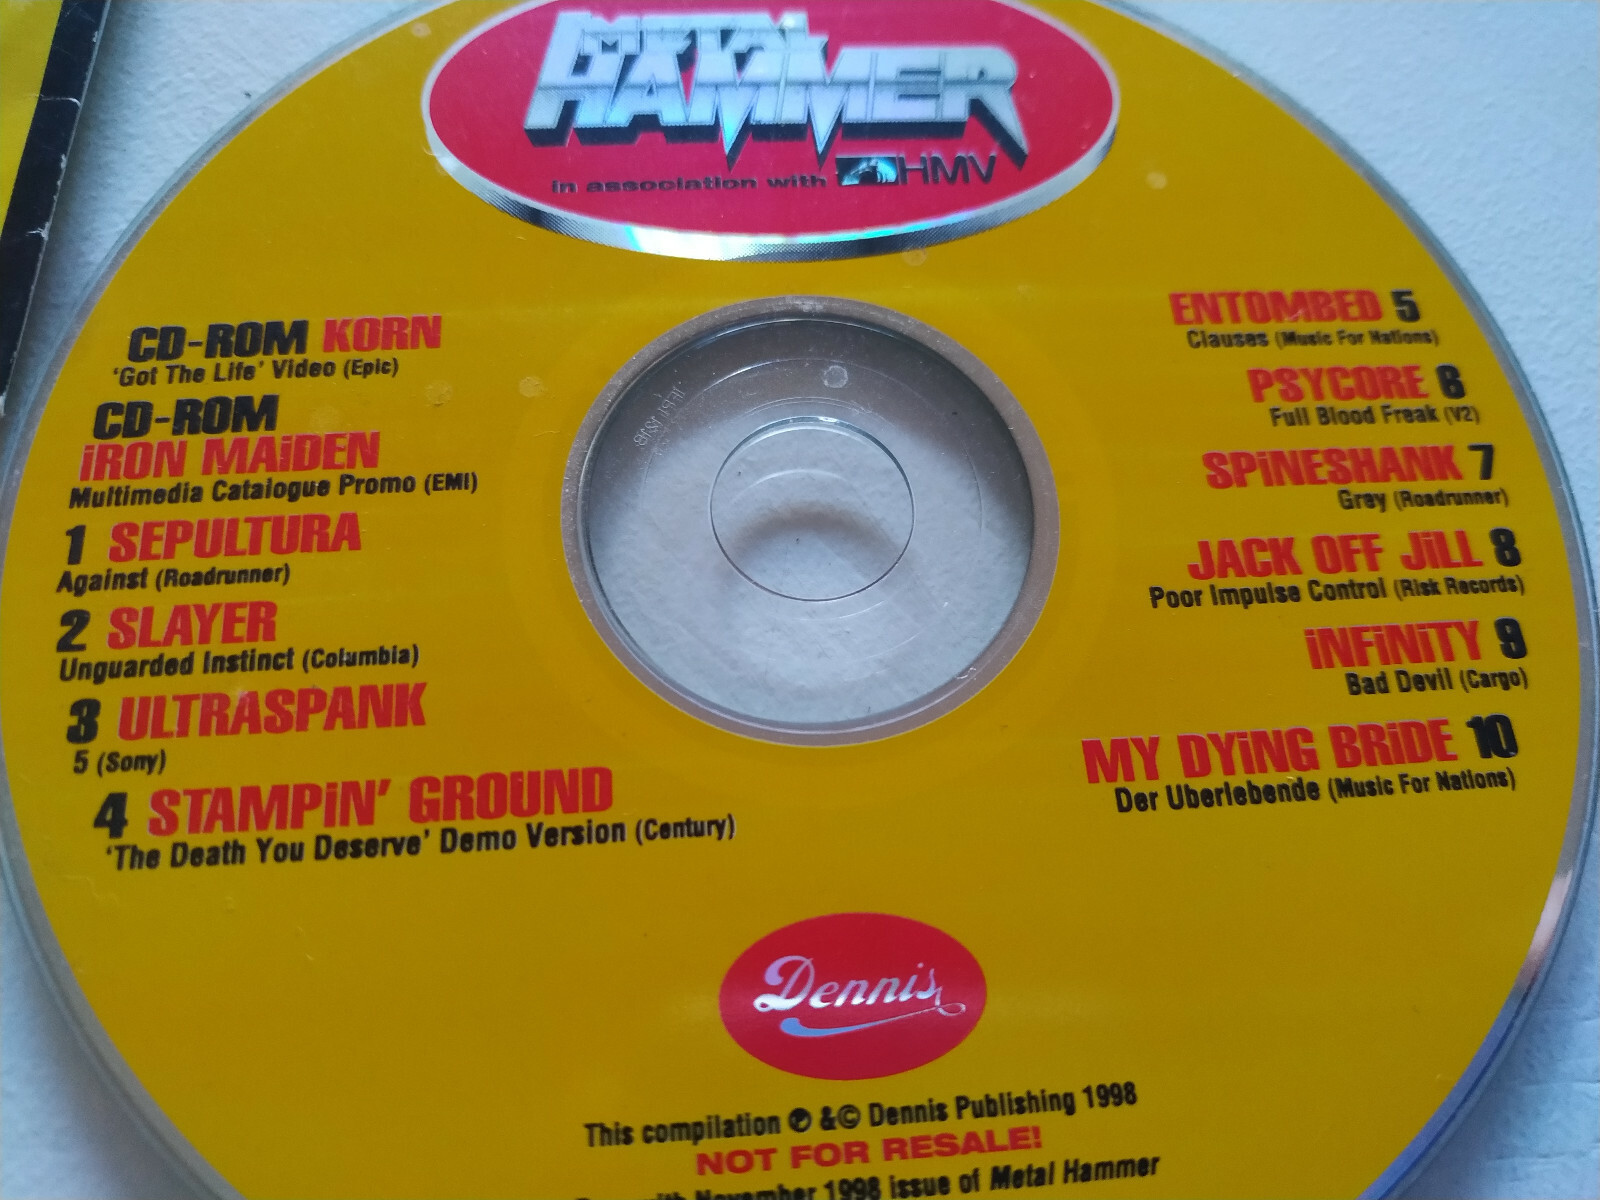 METAL
HAMMER
in association with HMV
CD-ROM KORN
'Got The Life' Video (Epic)
CD-ROM
iRON MAiDEN
Multimedia Catalogue Promo (EMI)
1 SEPULTURA
Against (Roadrunner)
2 SLAYER
Unguarded Instinct (Columbia)
3 ULTRASPANK
5 (Sony)
4 STAMPiN' GROUND
'The Death You Deserve' Demo Version (Century)
ENTOMBED 5
Clauses (Music For Nations)
PSYCORE 6
Full Blood Freak (V2)
SPiNESHANK 7
Grey (Roadrunner)
JACK OFF JiLL 8
Poor Impulse Control (Risk Records)
iNFiNiTY 9
Bad Devil (Cargo)
MY DYiNG BRiDE 10
Der Uberlebende (Music For Nations)
Dennis
This compilation ℗ &© Dennis Publishing 1998
NOT FOR RESALE!
with November 1998 issue of Metal Hammer